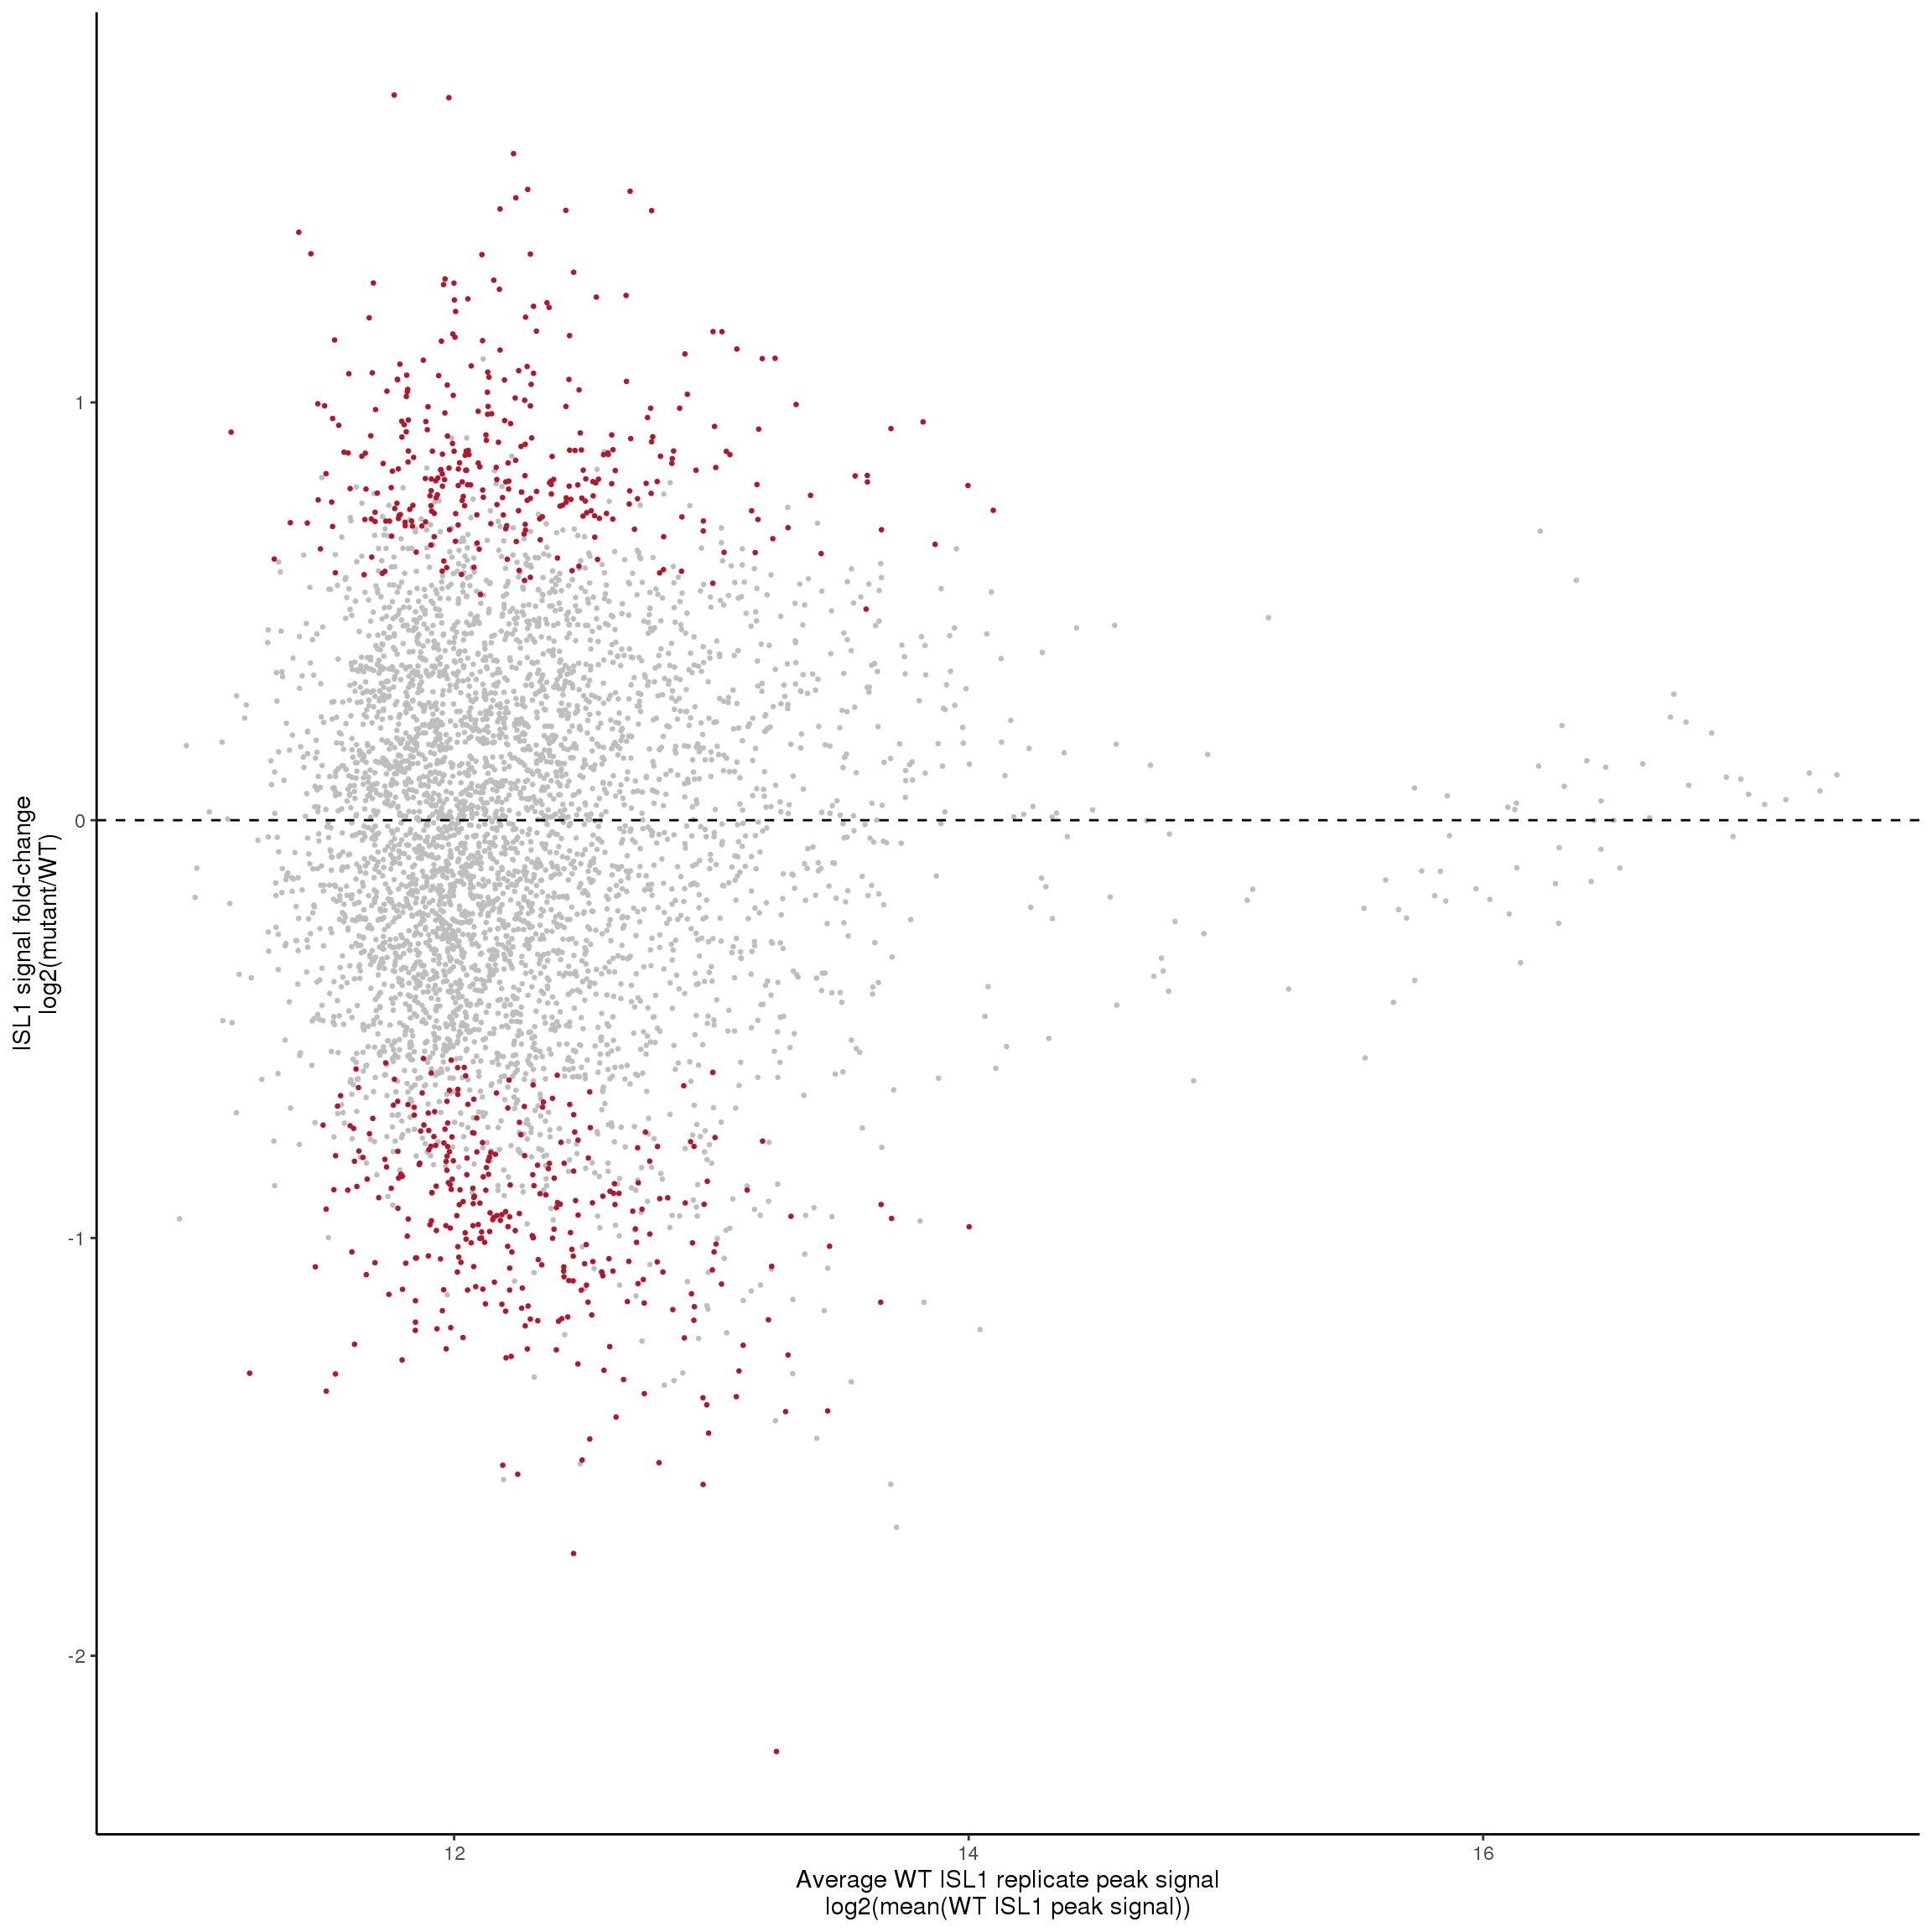 ISL1 signal fold-change
log2(mutant/WT)
1
0
-1
-2
12
14
16
Average WT ISL1 replicate peak signal
log2(mean(WT ISL1 peak signal))